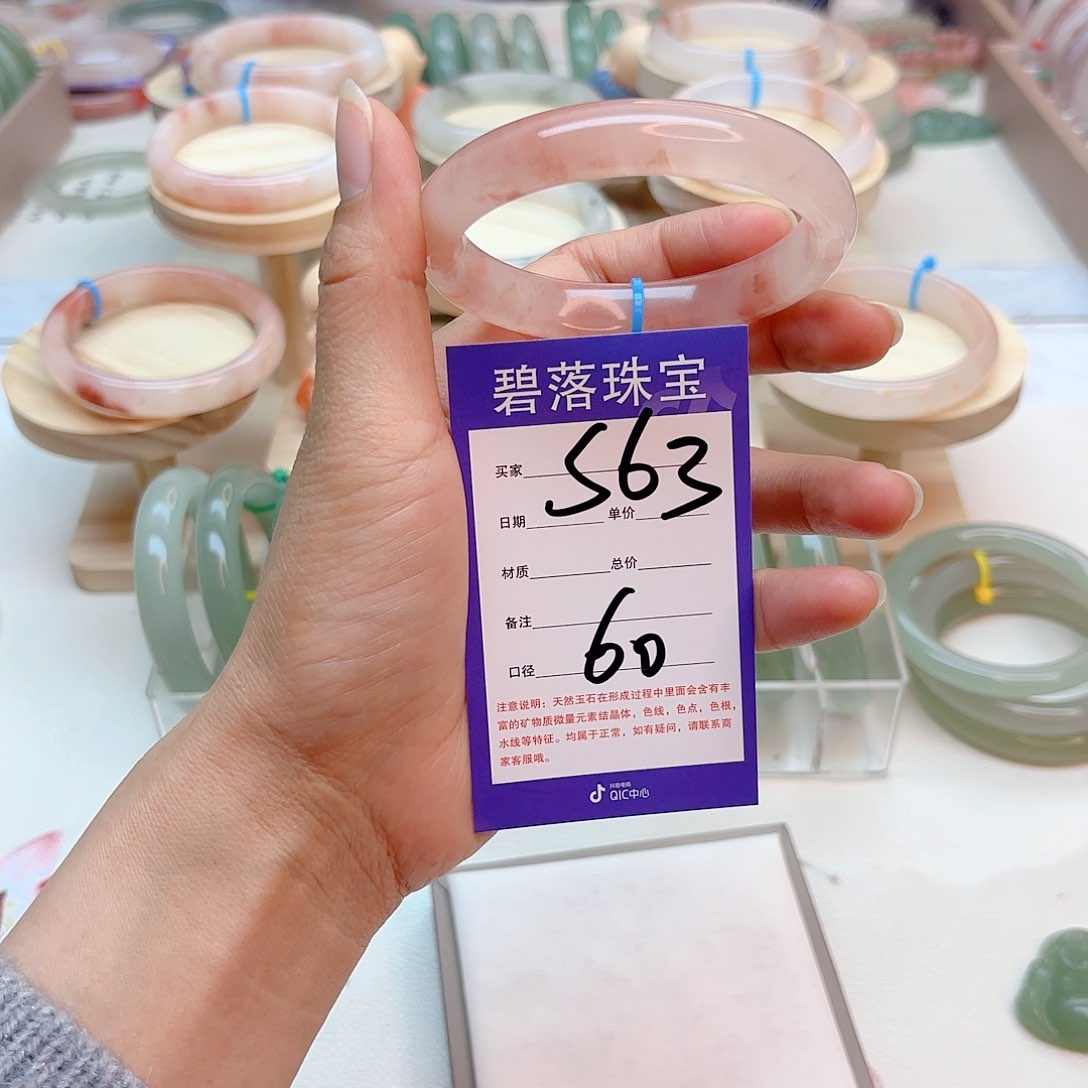 碧落珠宝
买家 S63
日期 单价
材质 总价
备注
口径 60
注意说明：天然玉石在形成过程中里面会含有丰
富的矿物质微量元素结晶体，色线，色点，色根，
水线等特征。均属于正常，如有疑问，请联系商
家客服哦。
抖音电商
QIC中心